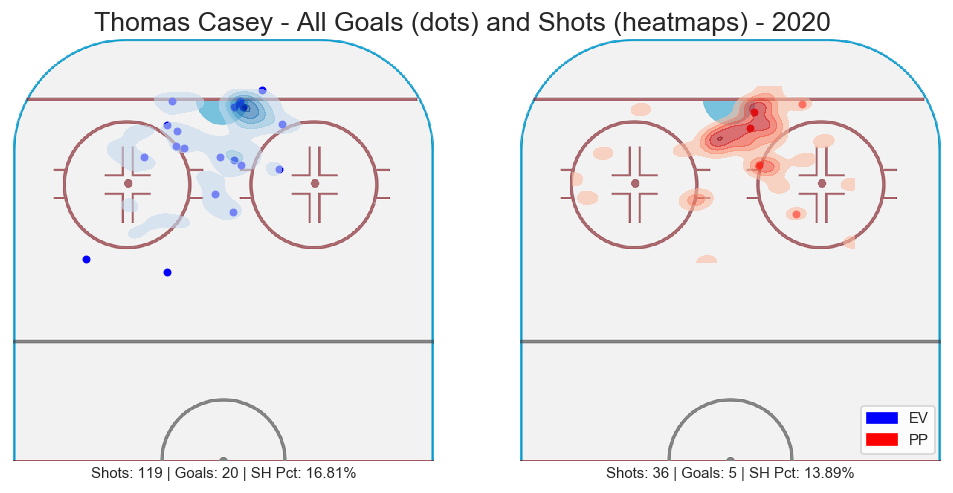 Thomas Casey - All Goals (dots) and Shots (heatmaps) - 2020
EV
PP
Shots: 119 | Goals: 20 | SH Pct: 16.81%
Shots: 36 | Goals: 5 | SH Pct: 13.89%